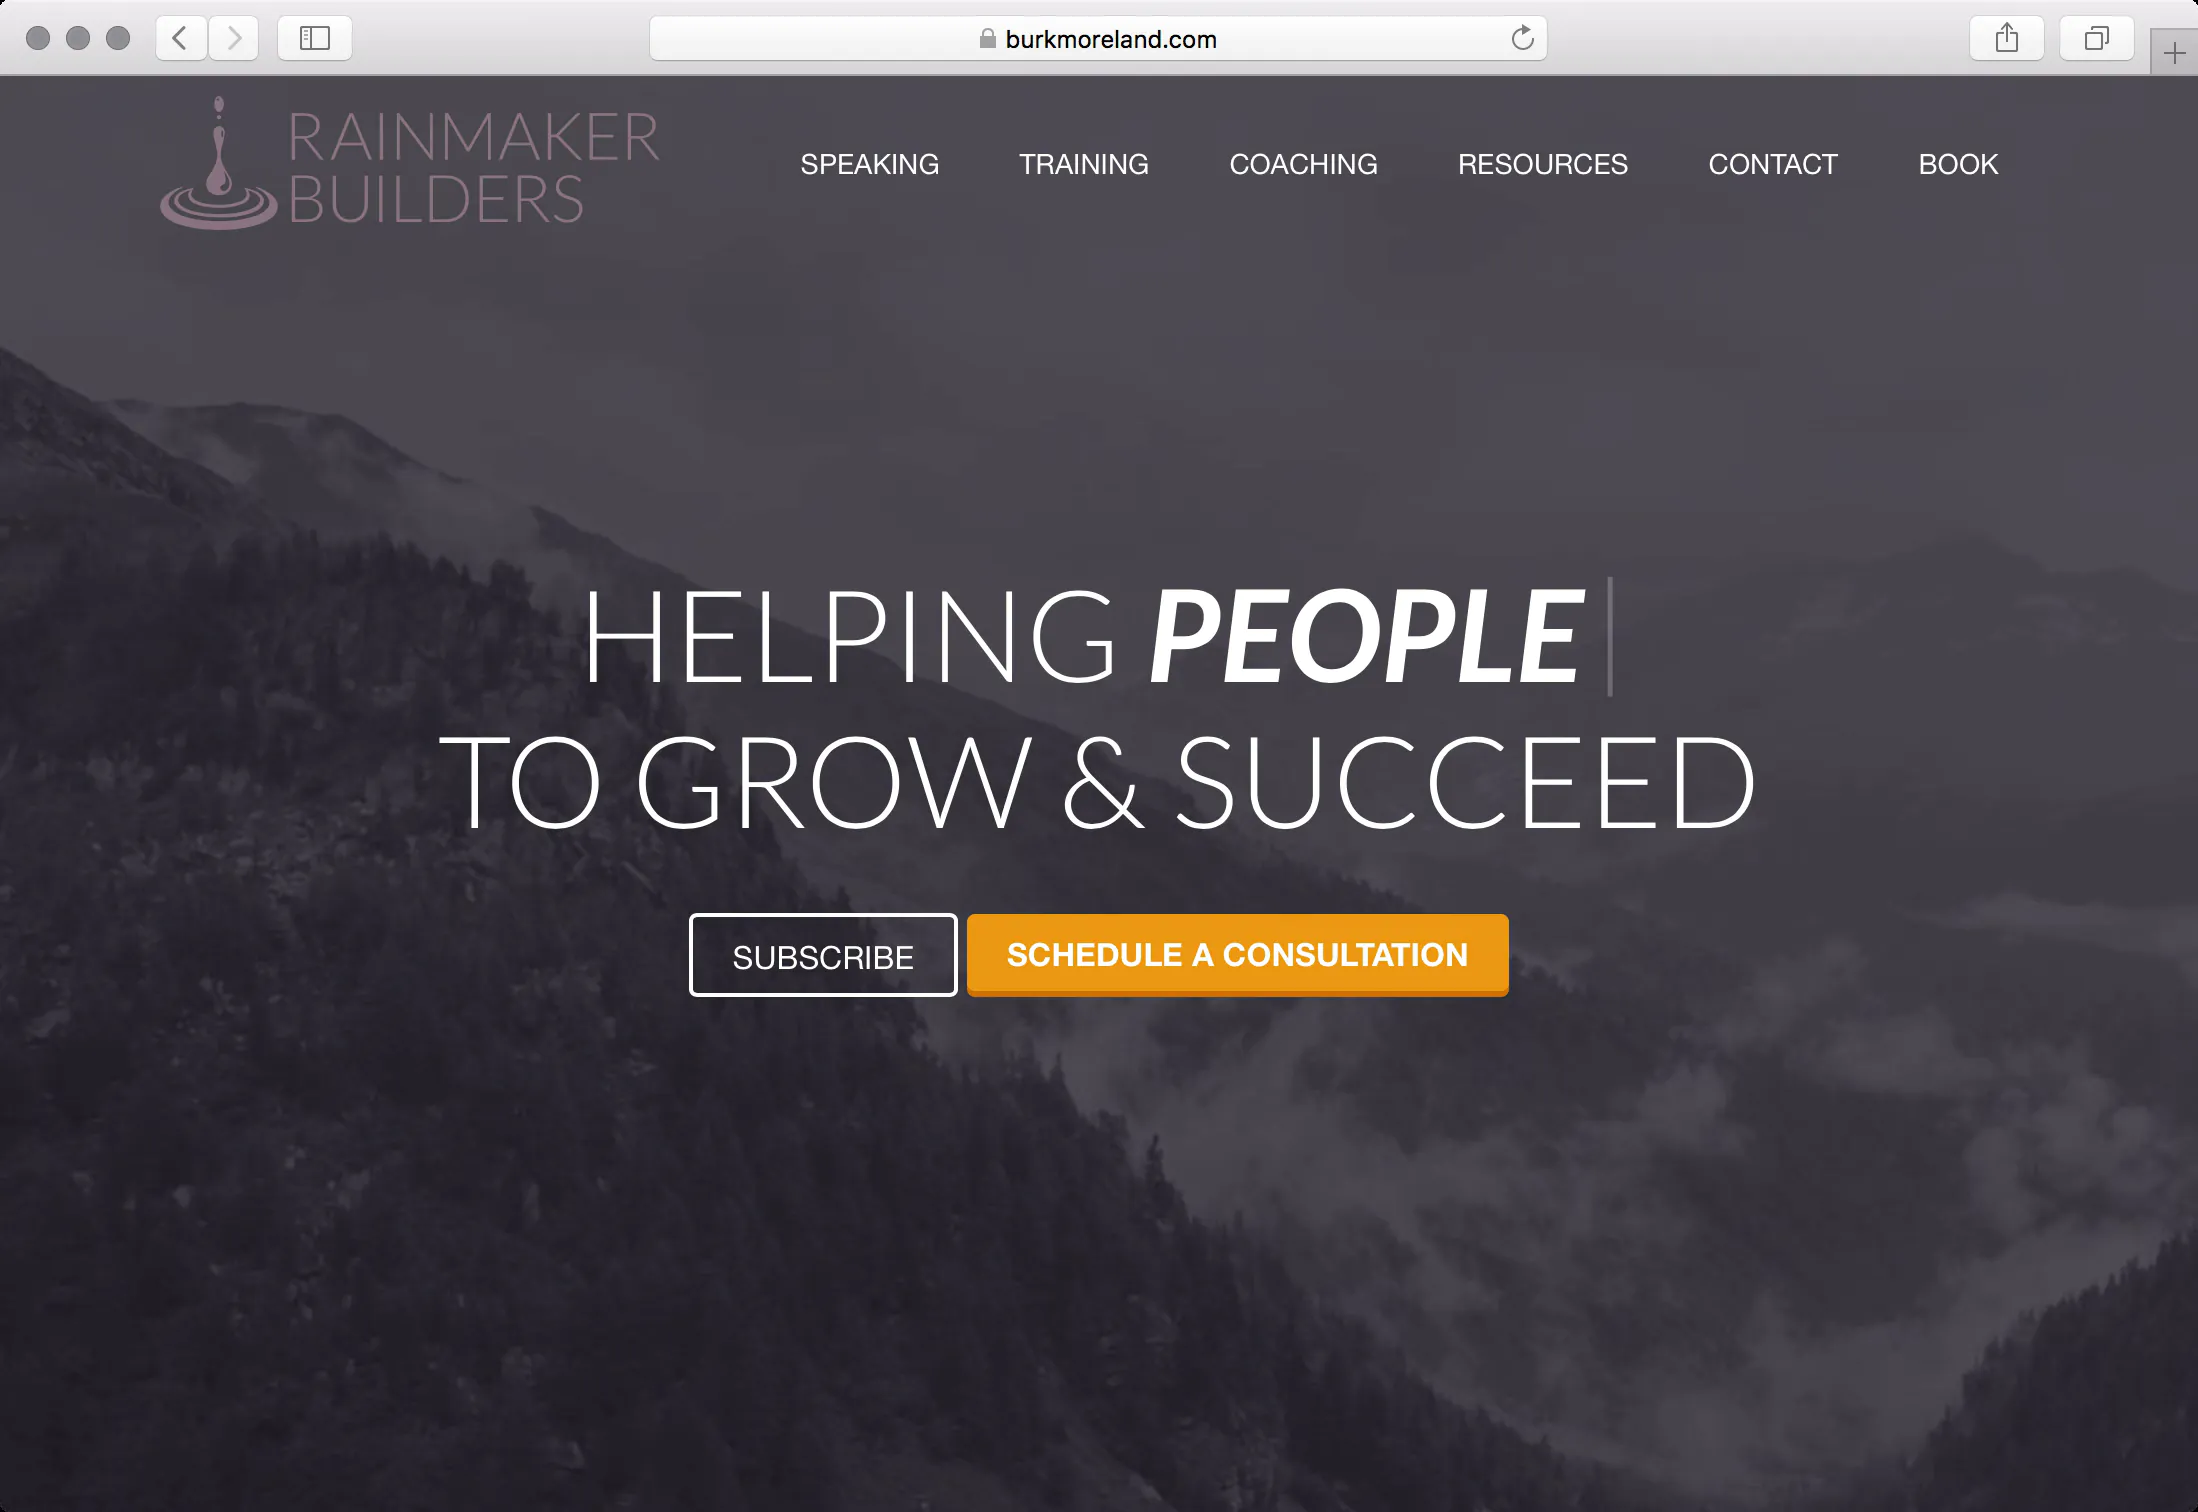 burkmoreland.com
RAINMAKER
BUILDERS
SPEAKING TRAINING COACHING RESOURCES CONTACT BOOK
HELPING PEOPLE
TO GROW & SUCCEED
SUBSCRIBE SCHEDULE A CONSULTATION